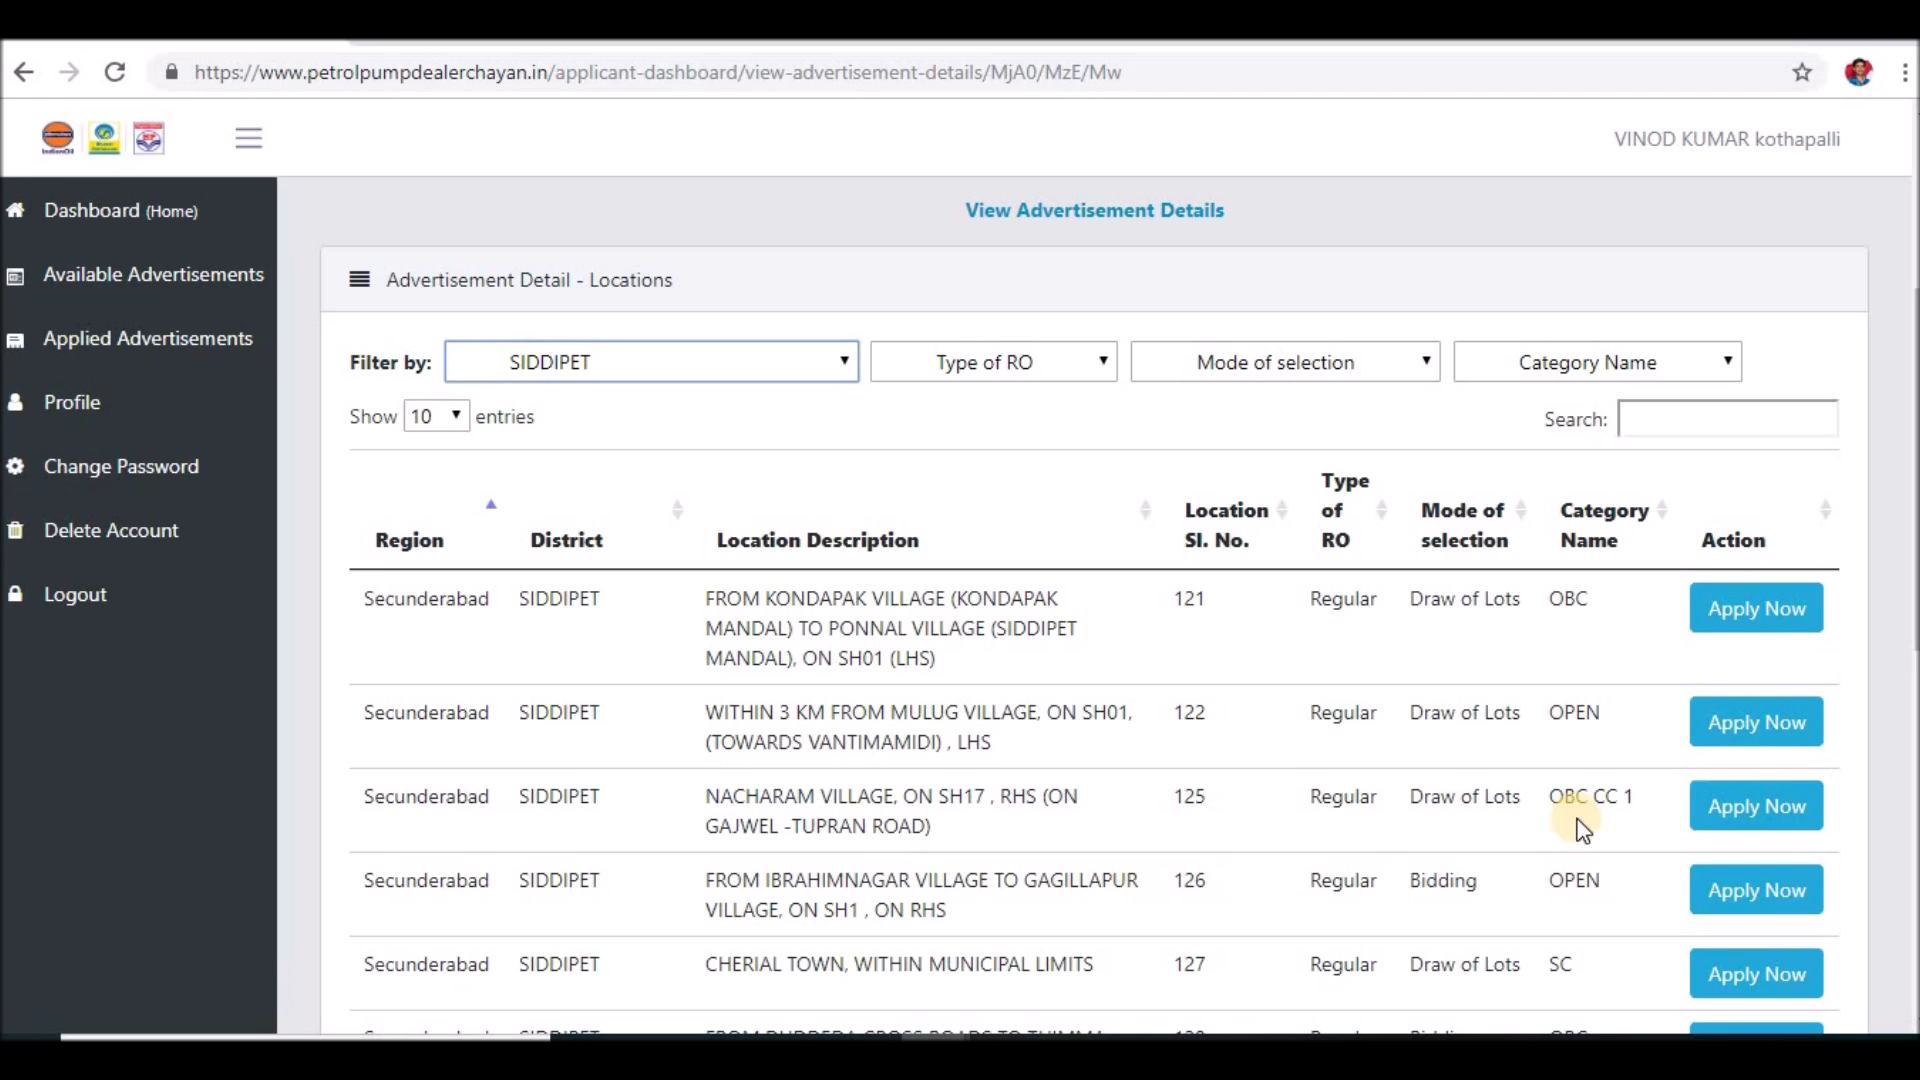 https://www.petrolpumpdealerchayan.in/applicant-dashboard/view-advertisement-details/MjA0/MzE/Mw
IndianOil
VINOD KUMAR kothapalli
Dashboard (Home)
Available Advertisements
Applied Advertisements
Profile
Change Password
Delete Account
Logout
View Advertisement Details
Advertisement Detail - Locations
Filter by: SIDDIPET Type of RO Mode of selection Category Name
Show 10 entries Search:
Region District Location Description Location Sl. No. Type of RO Mode of selection Category Name Action
Secunderabad SIDDIPET FROM KONDAPAK VILLAGE (KONDAPAK 121 Regular Draw of Lots OBC Apply Now
MANDAL) TO PONNAL VILLAGE (SIDDIPET
MANDAL), ON SH01 (LHS)
Secunderabad SIDDIPET WITHIN 3 KM FROM MULUG VILLAGE, ON SH01, 122 Regular Draw of Lots OPEN Apply Now
(TOWARDS VANTIMAMIDI) , LHS
Secunderabad SIDDIPET NACHARAM VILLAGE, ON SH17 , RHS (ON 125 Regular Draw of Lots OBC CC 1 Apply Now
GAJWEL -TUPRAN ROAD)
Secunderabad SIDDIPET FROM IBRAHIMNAGAR VILLAGE TO GAGILLAPUR 126 Regular Bidding OPEN Apply Now
VILLAGE, ON SH1 , ON RHS
Secunderabad SIDDIPET CHERIAL TOWN, WITHIN MUNICIPAL LIMITS 127 Regular Draw of Lots SC Apply Now